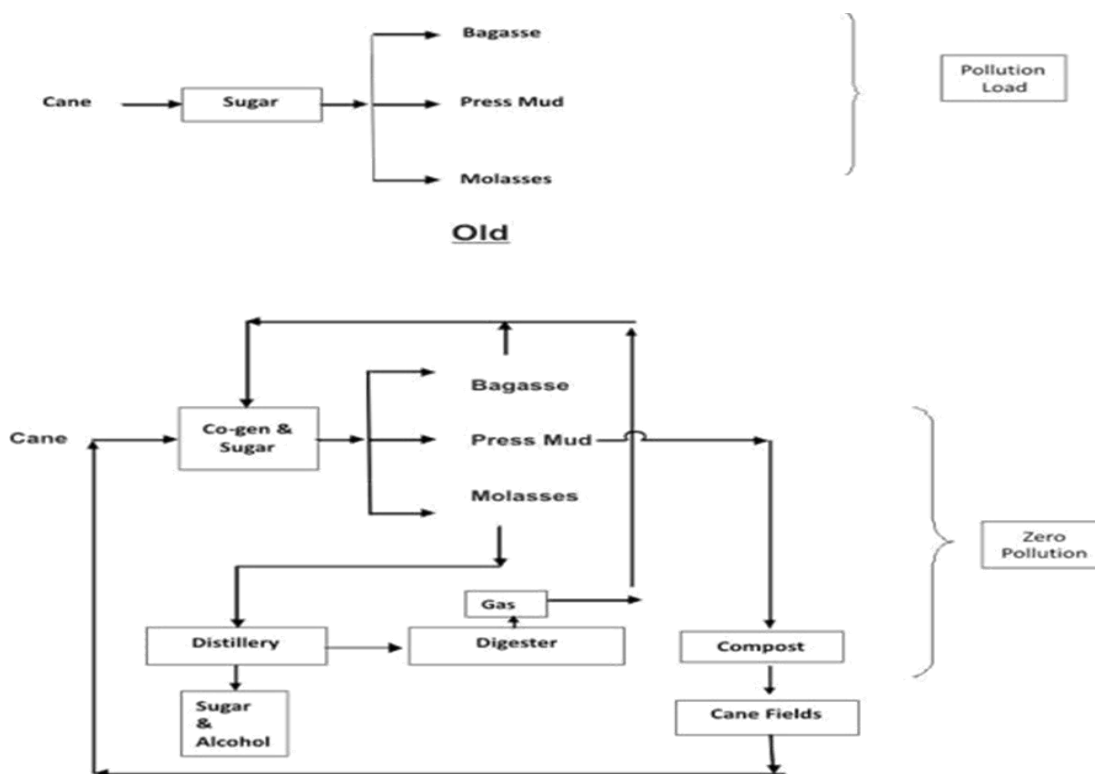 Bagasse
Pollution
Load
Cane
Sugar
Press Mud
Molasses
Old
Bagasse
Cane
Co-gen &
Sugar
Press Mud
Molasses
Zero
Pollution
Gas
Distillery
Digester
Compost
Sugar
&
Alcohol
Cane Fields